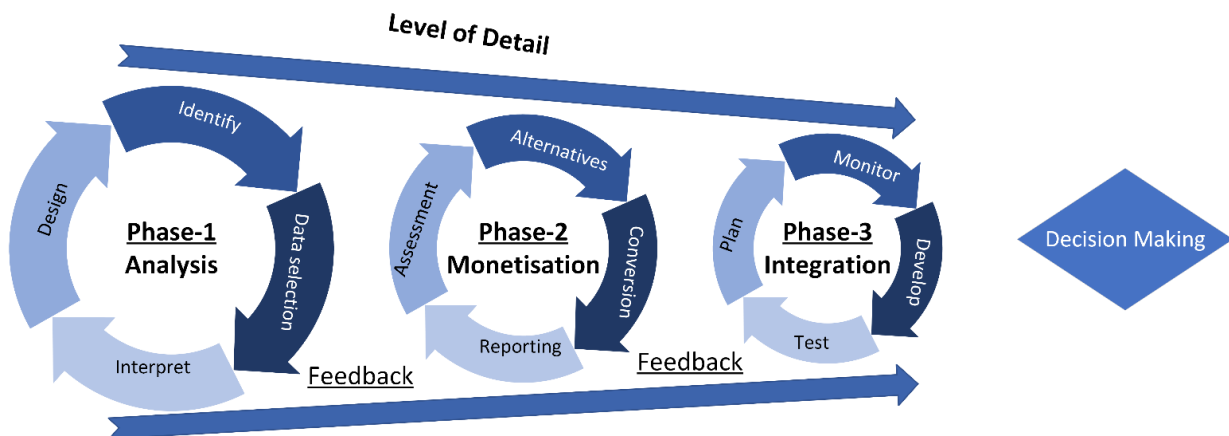 Level of Detail
Identify
Data selection
Interpret
Design
Phase-1
Analysis
Feedback
Alternatives
Conversion
Reporting
Assessment
Phase-2
Monetisation
Feedback
Monitor
Develop
Test
Plan
Phase-3
Integration
Decision Making